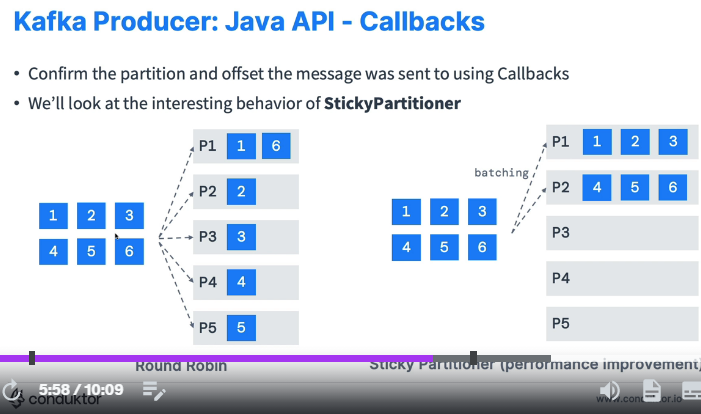 Kafka Producer: Java API - Callbacks
• Confirm the partition and offset the message was sent to using Callbacks
• We'll look at the interesting behavior of StickyPartitioner
1 2 3
4 5 6
P1 1 6
P2 2
P3 3
P4 4
P5 5
Round Robin
batching
1 2 3
4 5 6
P1 1 2 3
P2 4 5 6
P3
P4
P5
Sticky Partitioner (performance improvement)
5:58 / 10:09
conduktor